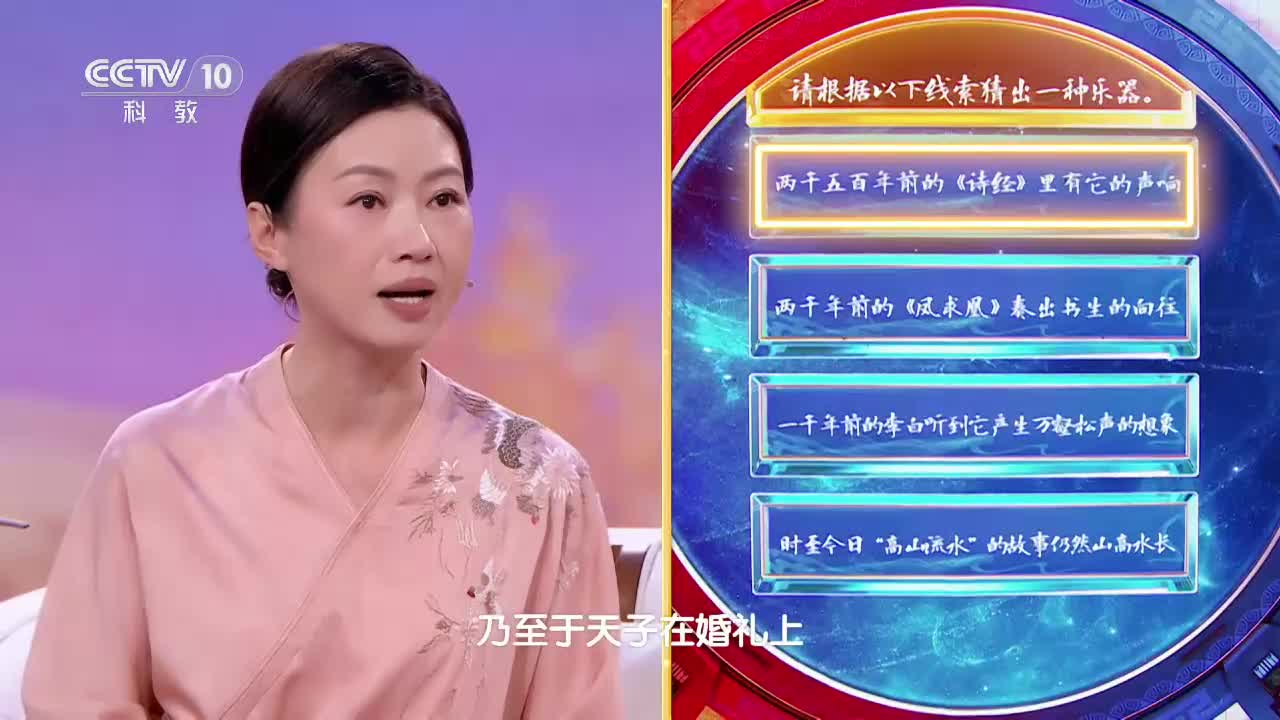 CCTV 10
科教
请根据以下线索猜出一种乐器。
两千五百年前的《诗经》里有它的声响
两千年前的《凤求凰》奏出书生的向往
一千年前的李白听到它产生万壑松声的想象
时至今日“高山流水”的故事仍然山高水长
乃至于天子在婚礼上